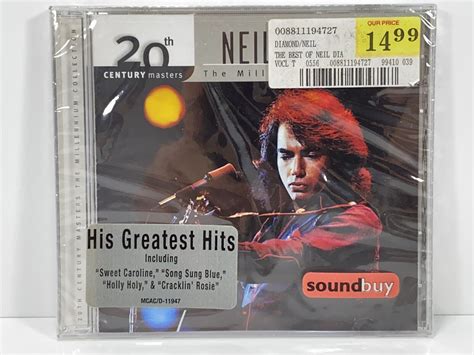 20th
CENTURY masters
NEIL
The Mill
008811194727
DIAMOND/NEIL
THE BEST OF NEIL DIA
VOCL T 0556 008811194727 99410 039
OUR PRICE
14.99
20TH CENTURY MASTERS THE MILLENNIUM COLLECTION
His Greatest Hits
Including
"Sweet Caroline," "Song Sung Blue,"
"Holly Holy," & "Cracklin' Rosie"
MCAC/D-11947
soundbuy